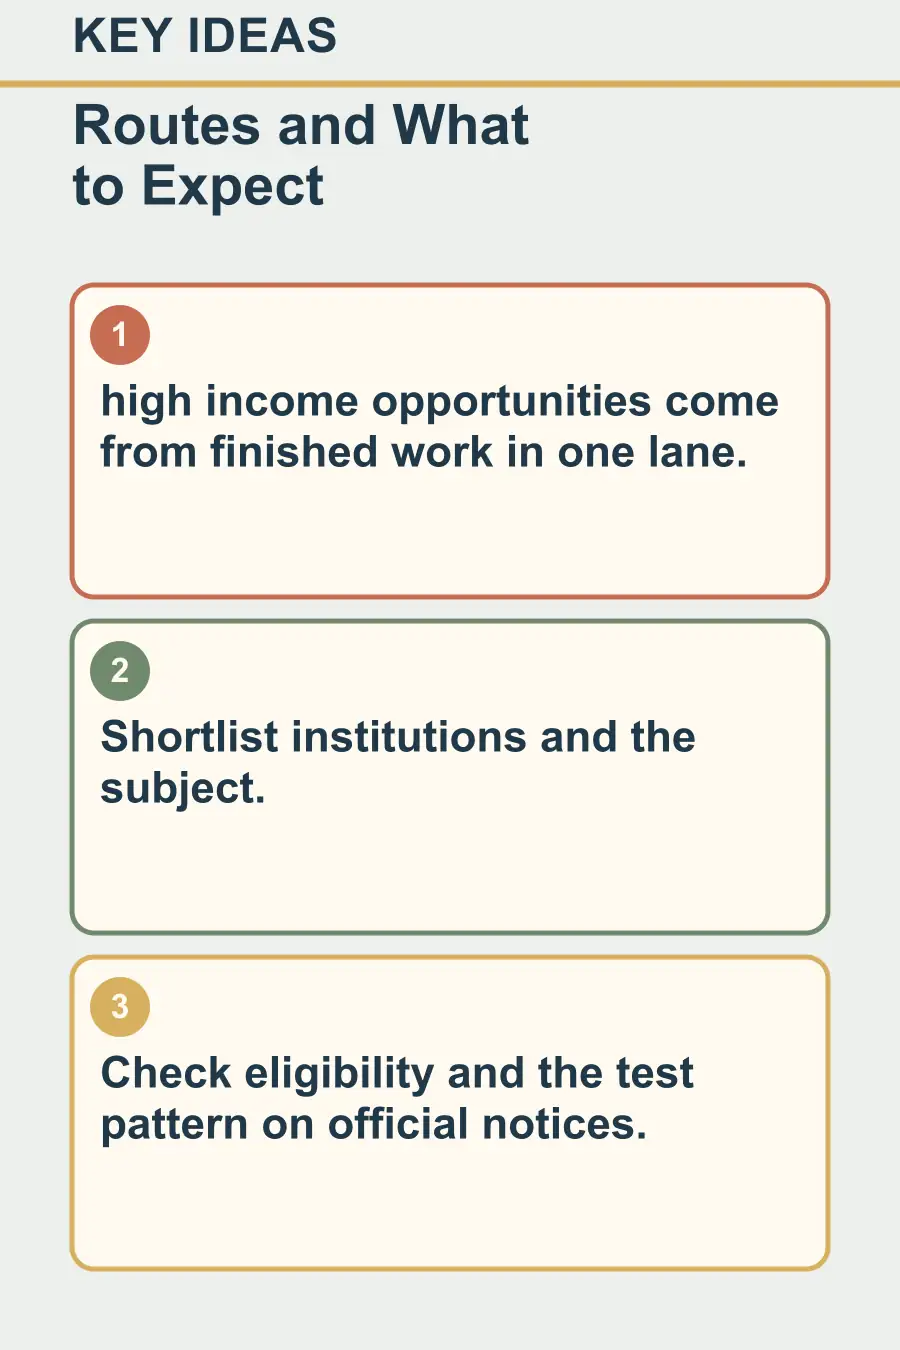 KEY IDEAS
Routes and What
to Expect
1
high income opportunities come
from finished work in one lane.
2
Shortlist institutions and the
subject.
3
Check eligibility and the test
pattern on official notices.